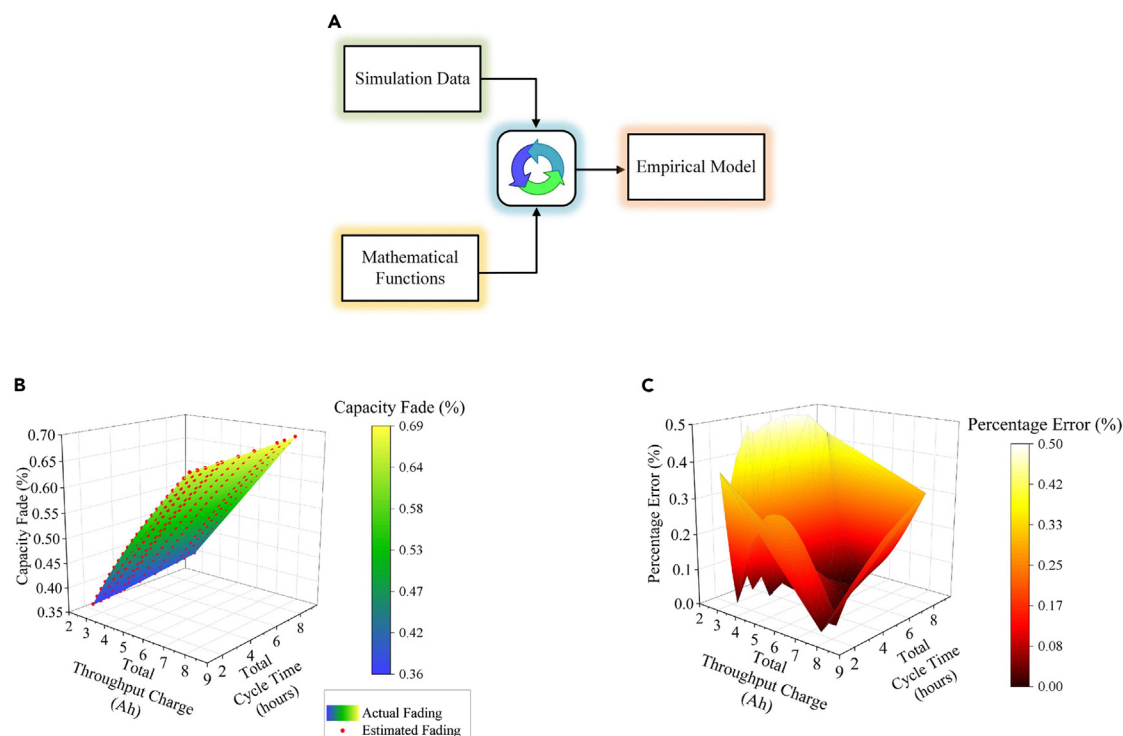 A
Simulation Data
Mathematical
Functions
Empirical Model
B
Capacity Fade (%)
0.70
0.65
0.60
0.55
0.50
0.45
0.40
0.35
2
3
4
5
6
7
8
9
Total
Throughput Charge
(Ah)
2
4
6
8
Total
Cycle Time
(hours)
Capacity Fade (%)
0.69
0.64
0.58
0.53
0.47
0.42
0.36
Actual Fading
Estimated Fading
C
Percentage Error (%)
0.5
0.4
0.3
0.2
0.1
0.0
2
3
4
5
6
7
8
9
Total
Throughput Charge
(Ah)
2
4
6
8
Total
Cycle Time
(hours)
Percentage Error (%)
0.50
0.42
0.33
0.25
0.17
0.08
0.00